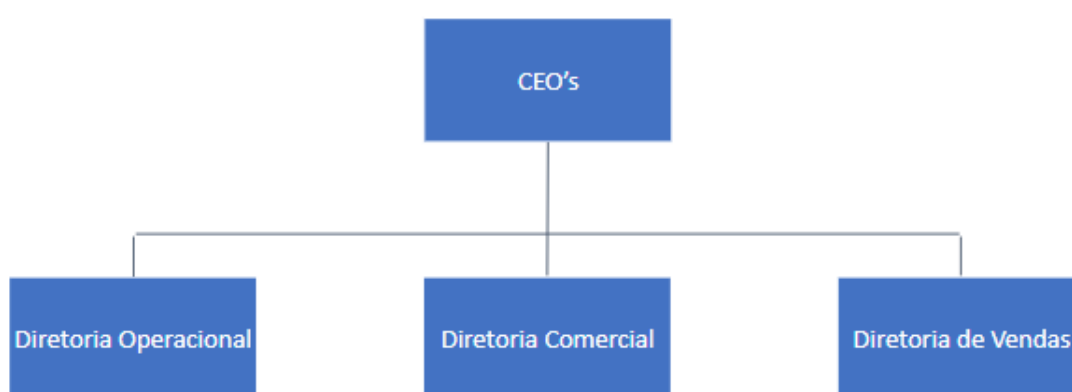 CEO’s
Diretoria Operacional
Diretoria Comercial
Diretoria de Vendas